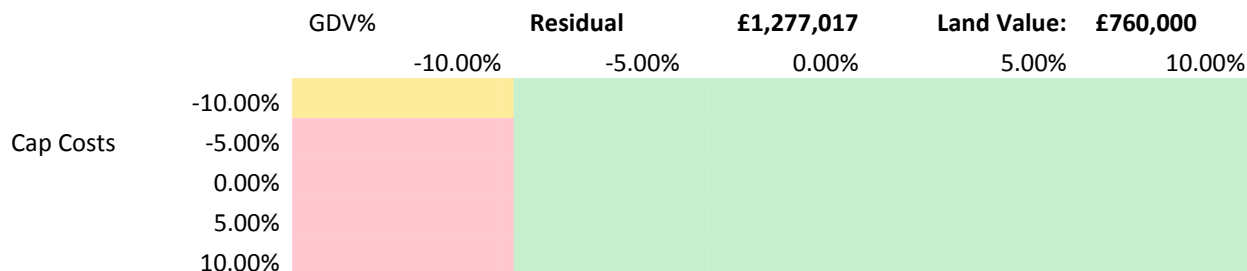 GDV% Residual £1,277,017 Land Value: £760,000
-10.00% -5.00% 0.00% 5.00% 10.00%
-10.00%
Cap Costs -5.00%
0.00%
5.00%
10.00%